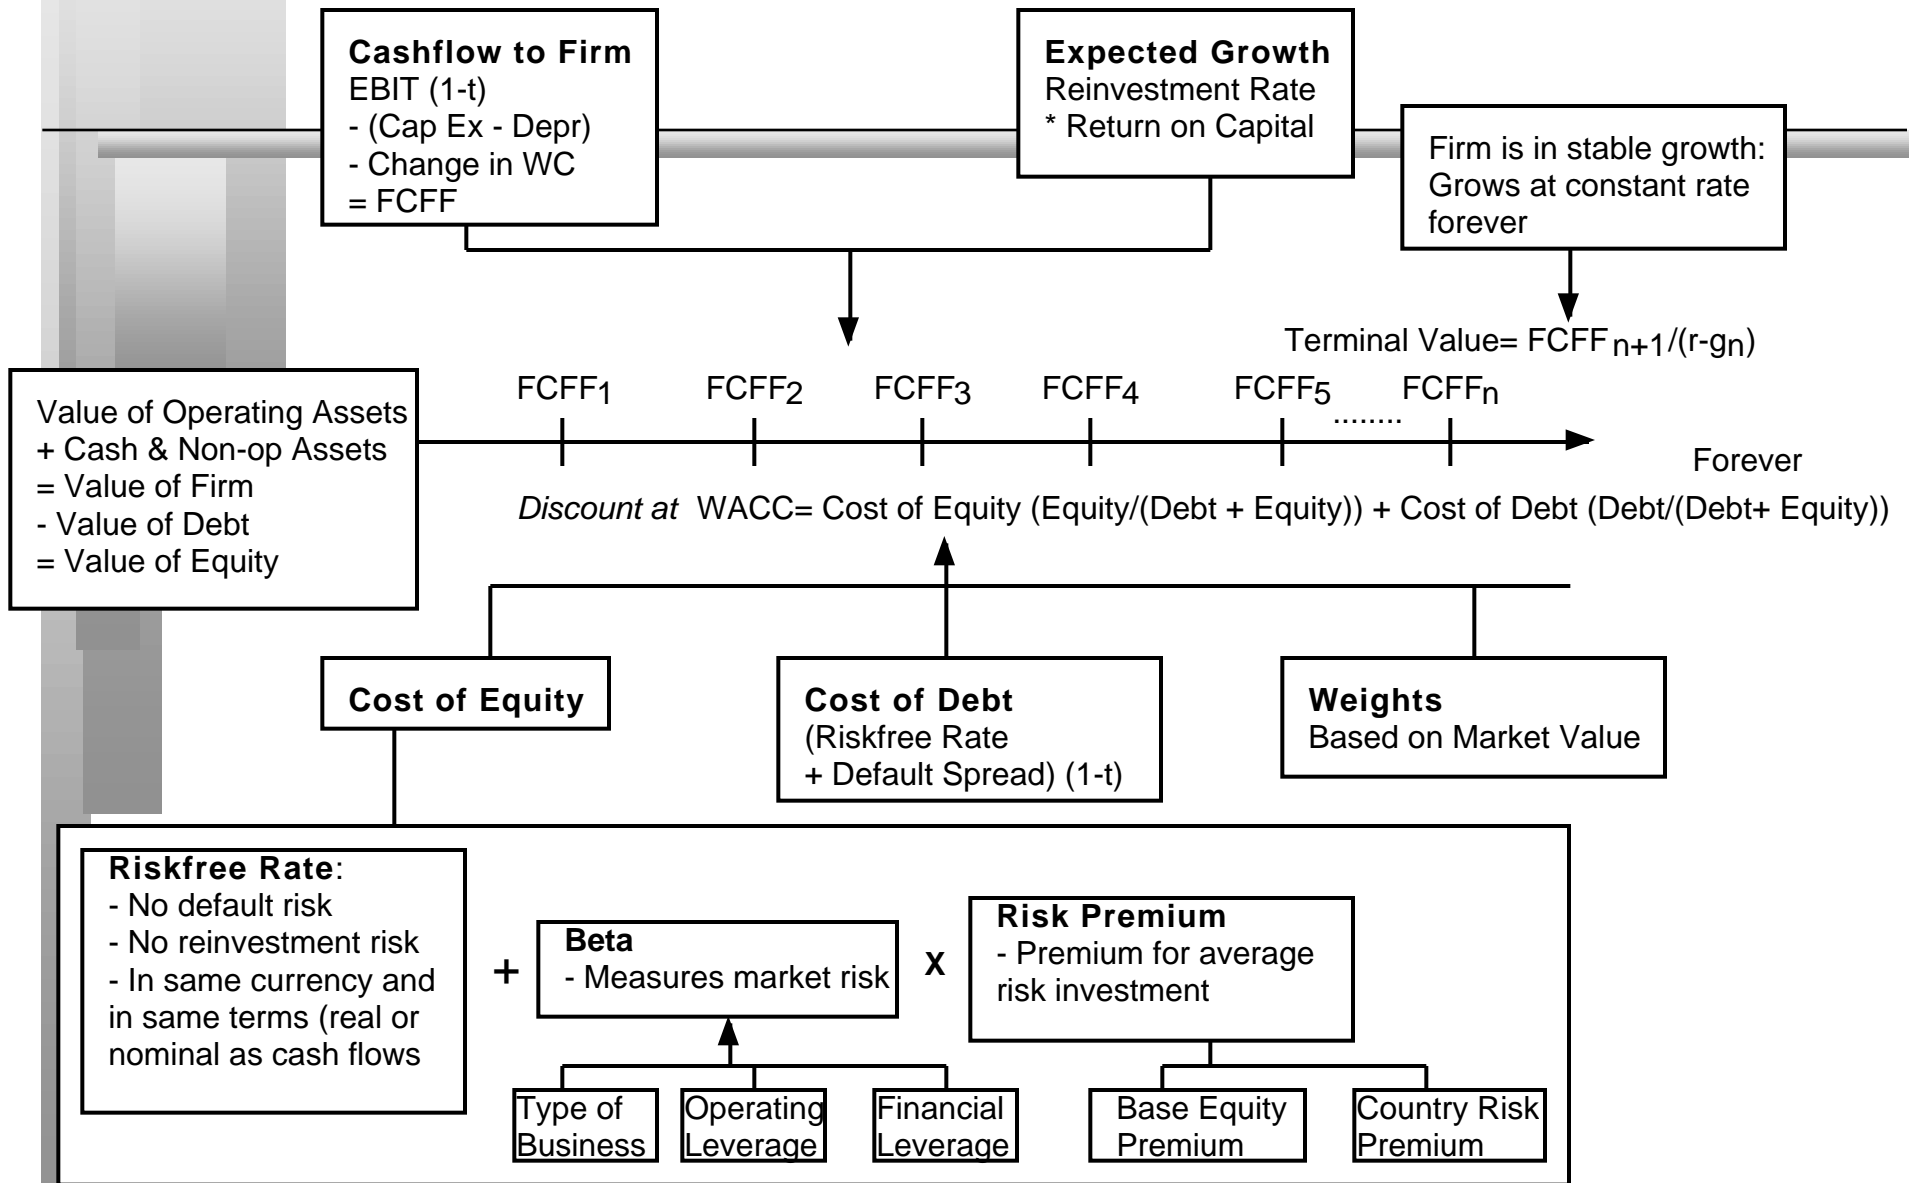 Cashflow to Firm
EBIT (1-t)
- (Cap Ex - Depr)
- Change in WC
= FCFF
Expected Growth
Reinvestment Rate
* Return on Capital
Firm is in stable growth:
Grows at constant rate
forever
Terminal Value= FCFFn+1/(r-gn)
FCFF1 FCFF2 FCFF3 FCFF4 FCFF5 ........ FCFFn
Forever
Value of Operating Assets
+ Cash & Non-op Assets
= Value of Firm
- Value of Debt
= Value of Equity
Discount at WACC= Cost of Equity (Equity/(Debt + Equity)) + Cost of Debt (Debt/(Debt+ Equity))
Cost of Equity
Cost of Debt
(Riskfree Rate
+ Default Spread) (1-t)
Weights
Based on Market Value
Riskfree Rate:
- No default risk
- No reinvestment risk
- In same currency and
in same terms (real or
nominal as cash flows
+
Beta
- Measures market risk
X
Risk Premium
- Premium for average
risk investment
Type of
Business
Operating
Leverage
Financial
Leverage
Base Equity
Premium
Country Risk
Premium